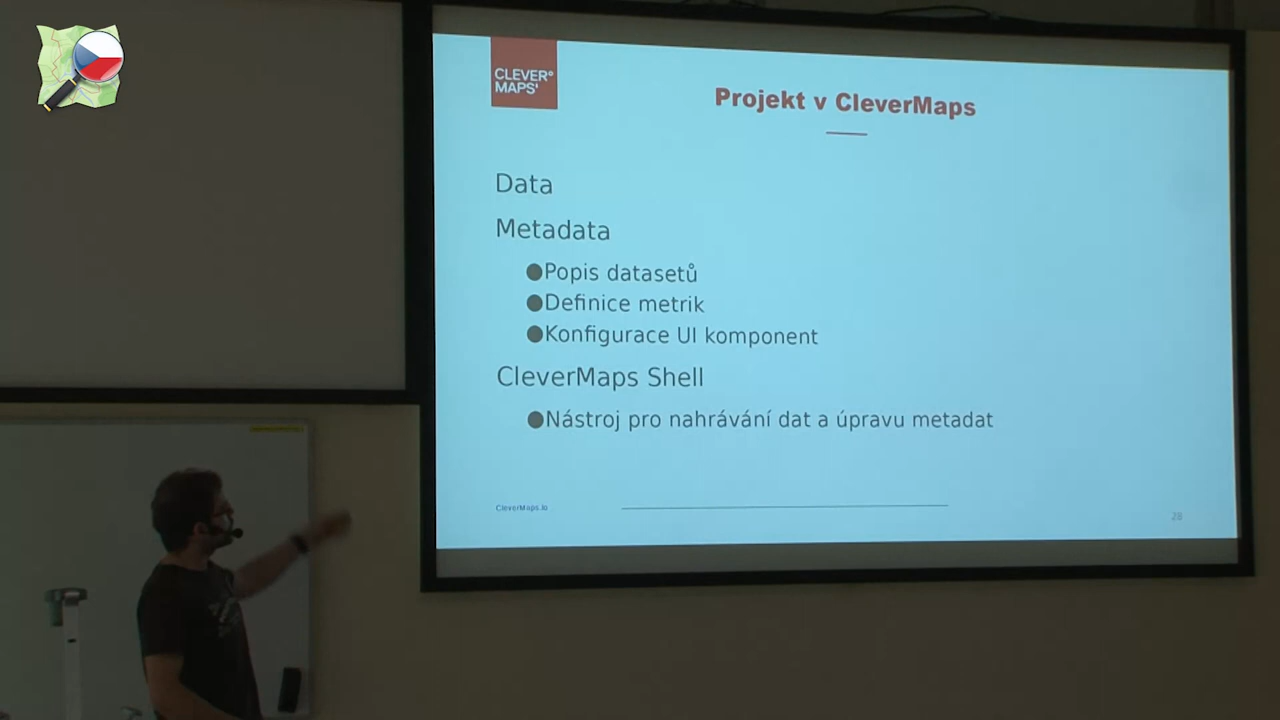 CLEVER°
MAPS'
Projekt v CleverMaps
Data
Metadata
●Popis datasetů
●Definice metrik
●Konfigurace UI komponent
CleverMaps Shell
●Nástroj pro nahrávání dat a úpravu metadat
CleverMaps.io
28